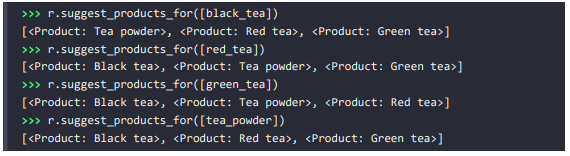 >>> r.suggest_products_for([black_tea])
[<Product: Tea powder>, <Product: Red tea>, <Product: Green tea>]
>>> r.suggest_products_for([red_tea])
[<Product: Black tea>, <Product: Tea powder>, <Product: Green tea>]
>>> r.suggest_products_for([green_tea])
[<Product: Black tea>, <Product: Tea powder>, <Product: Red tea>]
>>> r.suggest_products_for([tea_powder])
[<Product: Black tea>, <Product: Red tea>, <Product: Green tea>]